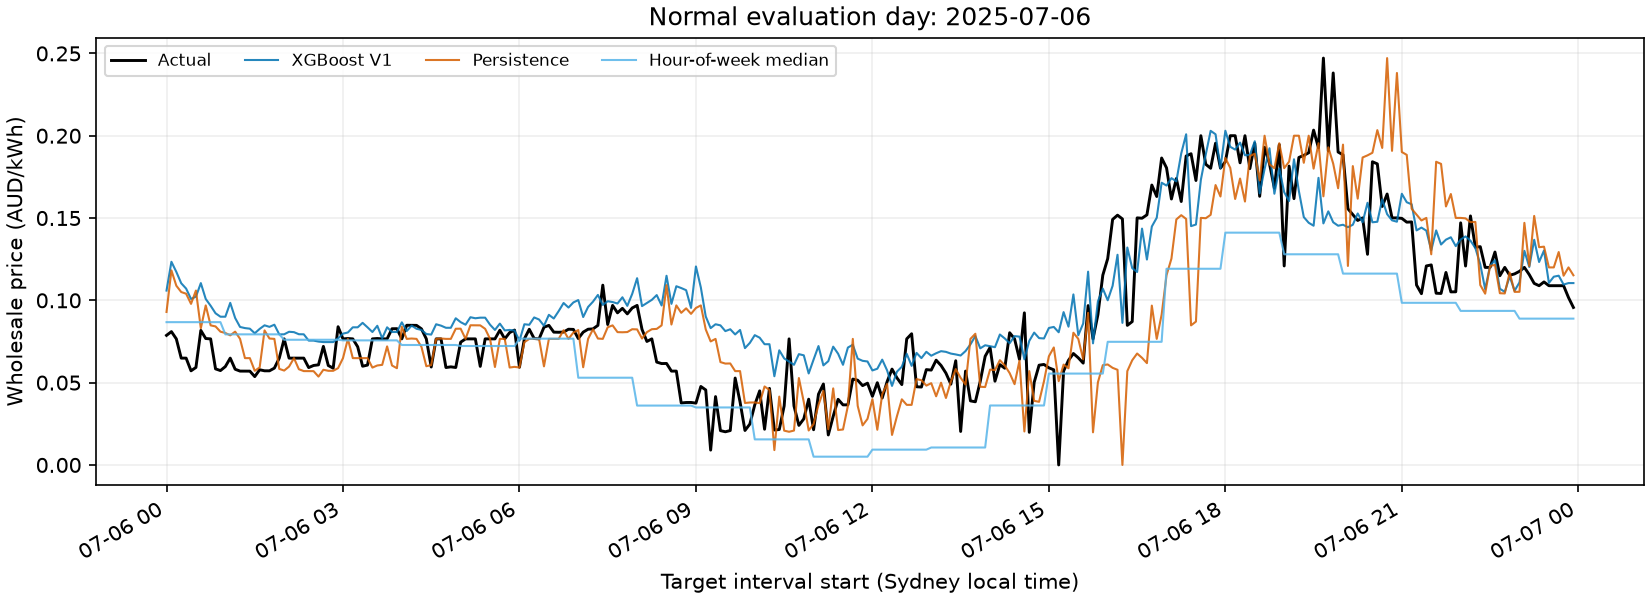 Normal evaluation day: 2025-07-06
Actual XGBoost V1 Persistence Hour-of-week median
Wholesale price (AUD/kWh)
0.25
0.20
0.15
0.10
0.05
0.00
07-06 00 07-06 03 07-06 06 07-06 09 07-06 12 07-06 15 07-06 18 07-06 21 07-07 00
Target interval start (Sydney local time)